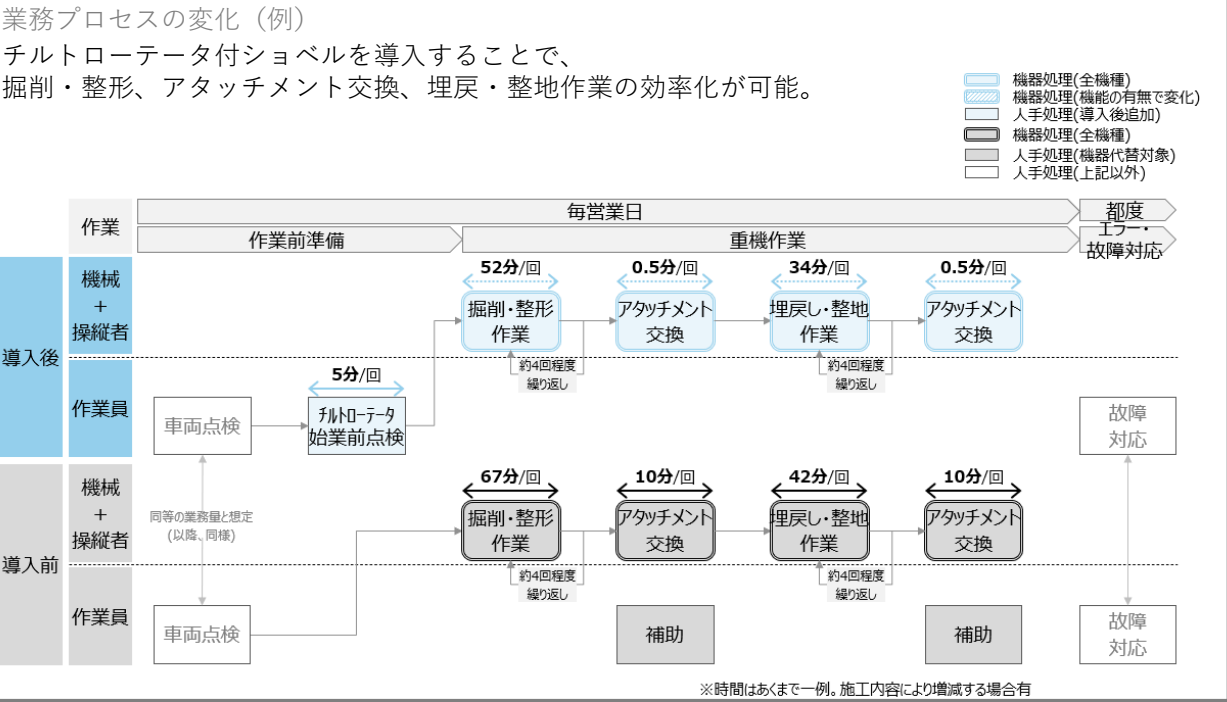 業務プロセスの変化（例）
チルトローテータ付ショベルを導入することで、
掘削・整形、アタッチメント交換、埋戻・整地作業の効率化が可能。
機器処理(全機種)
機器処理(機能の有無で変化)
人手処理(導入後追加)
機器処理(全機種)
人手処理(機器代替対象)
人手処理(上記以外)
作業
毎営業日
都度
作業前準備
重機作業
エラー・
故障対応
導入後
機械
+
操縦者
52分/回
0.5分/回
34分/回
0.5分/回
掘削・整形
作業
アタッチメント
交換
埋戻し・整地
作業
アタッチメント
交換
約4回程度
繰り返し
約4回程度
繰り返し
作業員
5分/回
車両点検
チルトローテータ
始業前点検
故障
対応
導入前
機械
+
操縦者
同等の業務量と想定
(以降、同様)
67分/回
10分/回
42分/回
10分/回
掘削・整形
作業
アタッチメント
交換
埋戻し・整地
作業
アタッチメント
交換
約4回程度
繰り返し
約4回程度
繰り返し
作業員
車両点検
補助
補助
故障
対応
※時間はあくまで一例。施工内容により増減する場合有